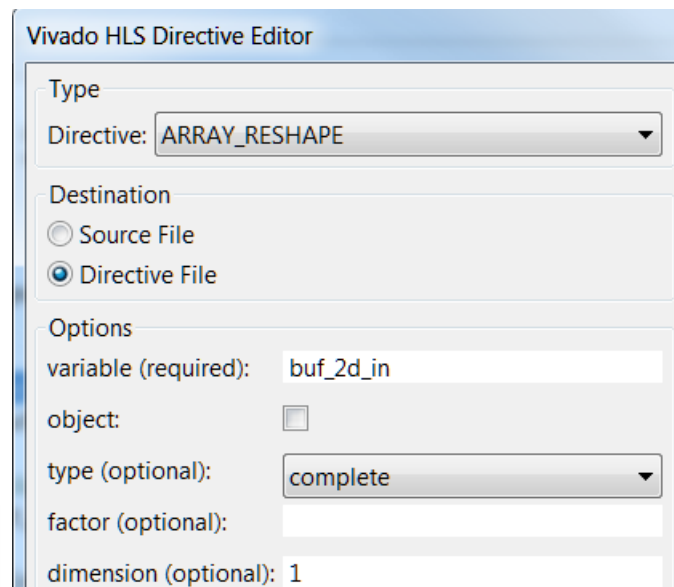 Vivado HLS Directive Editor
Type
Directive: ARRAY_RESHAPE
Destination
Source File
Directive File
Options
variable (required): buf_2d_in
object:
type (optional): complete
factor (optional):
dimension (optional): 1